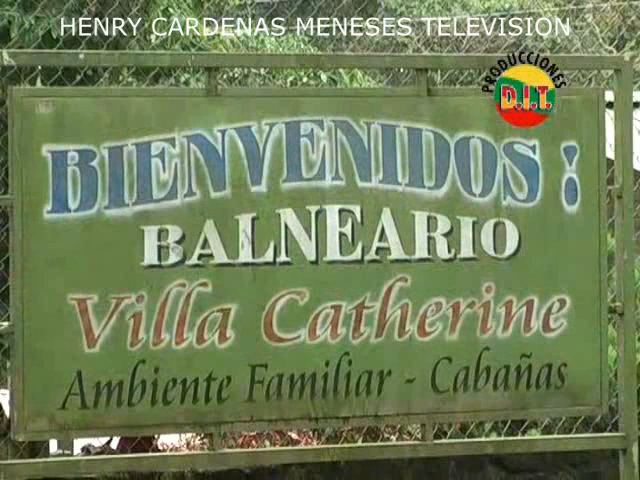 HENRY CARDENAS MENESES TELEVISION
PRODUCCIONES
D.I.T.
BIENVENIDOS!
BALNEARIO
Villa Catherine
Ambiente Familiar - Cabañas